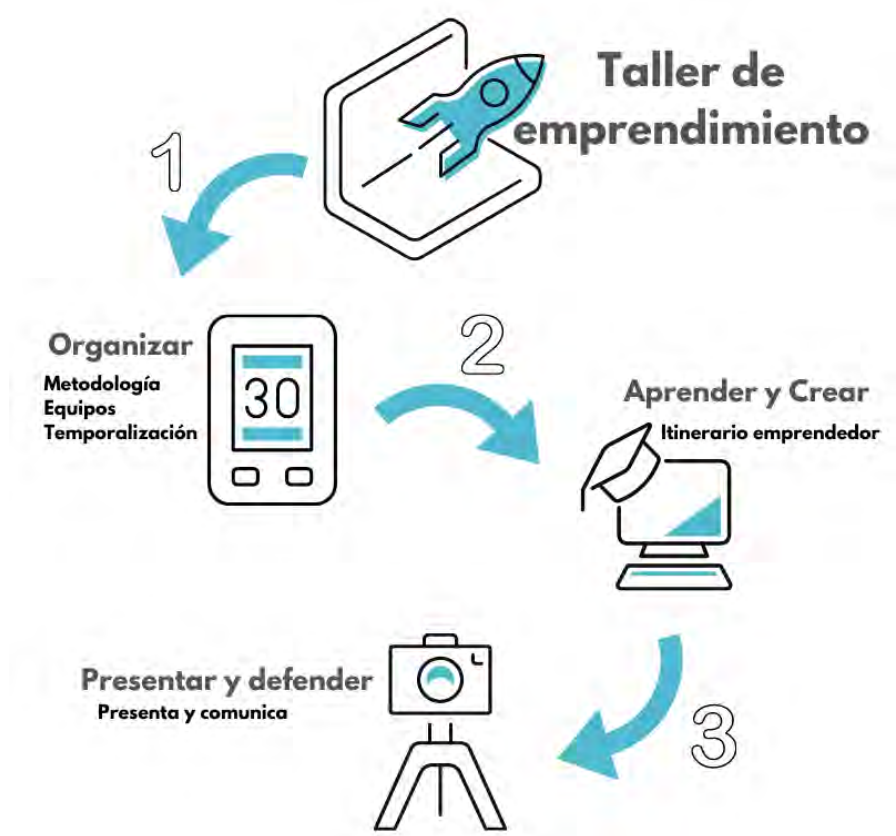 Taller de
emprendimiento
1
Organizar
Metodología
Equipos
Temporalización
30
2
Aprender y Crear
Itinerario emprendedor
3
Presentar y defender
Presenta y comunica